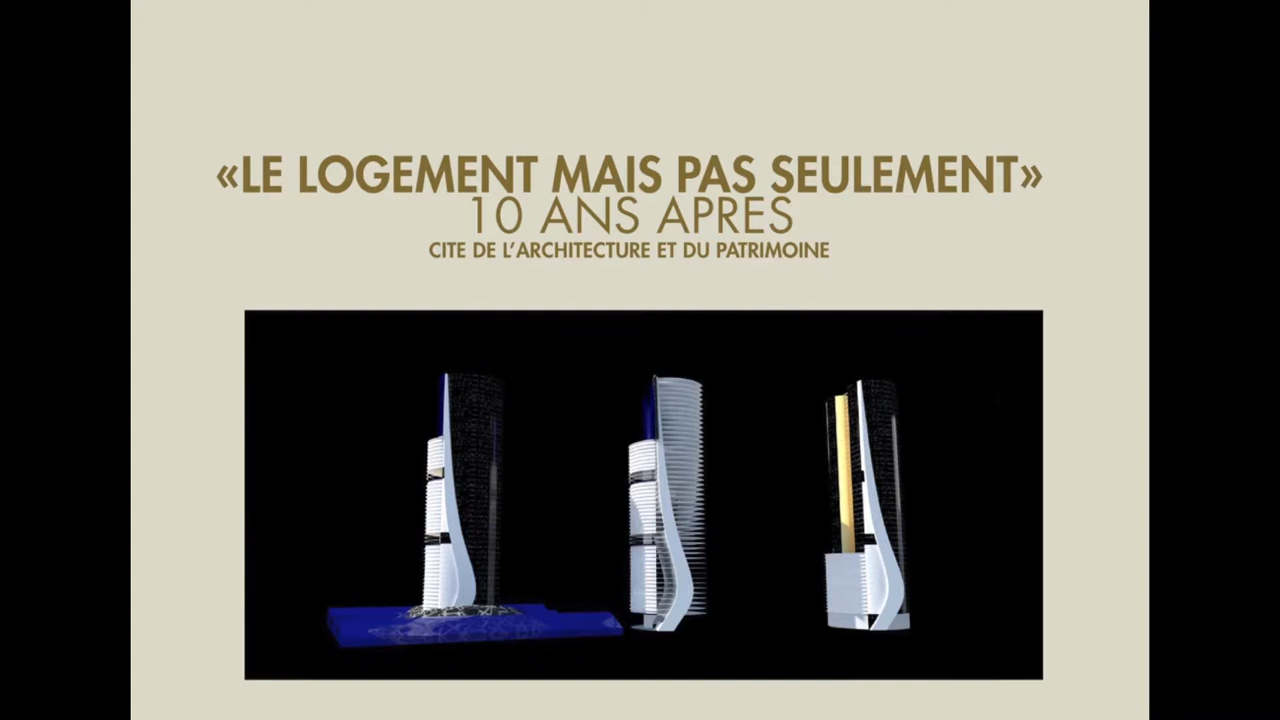 «LE LOGEMENT MAIS PAS SEULEMENT»
10 ANS APRES
CITE DE L'ARCHITECTURE ET DU PATRIMOINE